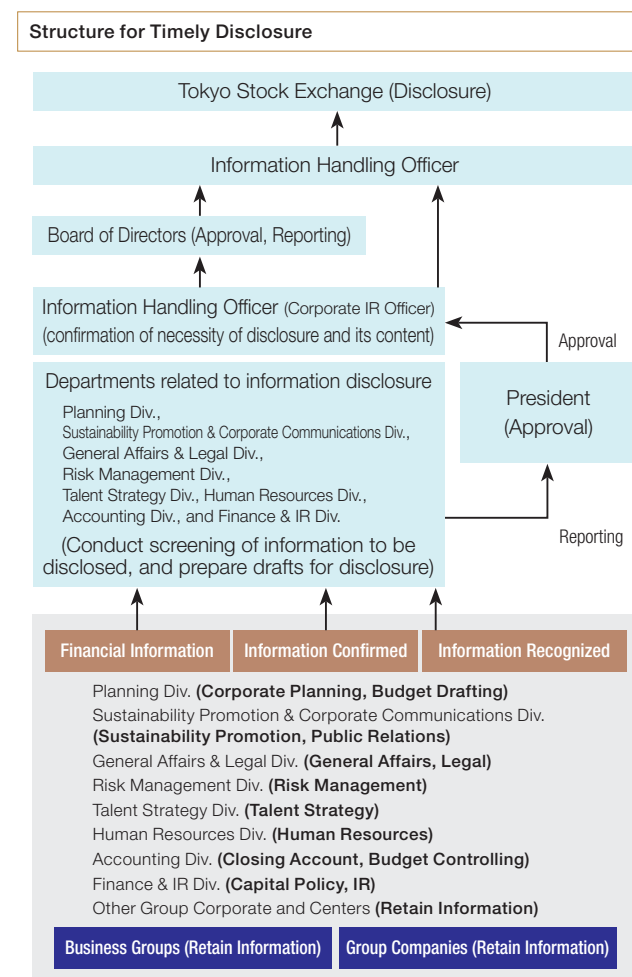 Structure for Timely Disclosure
Tokyo Stock Exchange (Disclosure)
Information Handling Officer
Board of Directors (Approval, Reporting)
Information Handling Officer (Corporate IR Officer)
(confirmation of necessity of disclosure and its content)
Approval
Departments related to information disclosure
Planning Div.,
Sustainability Promotion & Corporate Communications Div.,
General Affairs & Legal Div.,
Risk Management Div.,
Talent Strategy Div., Human Resources Div.,
Accounting Div., and Finance & IR Div.
(Conduct screening of information to be
disclosed, and prepare drafts for disclosure)
President
(Approval)
Reporting
Financial Information
Information Confirmed
Information Recognized
Planning Div. (Corporate Planning, Budget Drafting)
Sustainability Promotion & Corporate Communications Div.
(Sustainability Promotion, Public Relations)
General Affairs & Legal Div. (General Affairs, Legal)
Risk Management Div. (Risk Management)
Talent Strategy Div. (Talent Strategy)
Human Resources Div. (Human Resources)
Accounting Div. (Closing Account, Budget Controlling)
Finance & IR Div. (Capital Policy, IR)
Other Group Corporate and Centers (Retain Information)
Business Groups (Retain Information)
Group Companies (Retain Information)